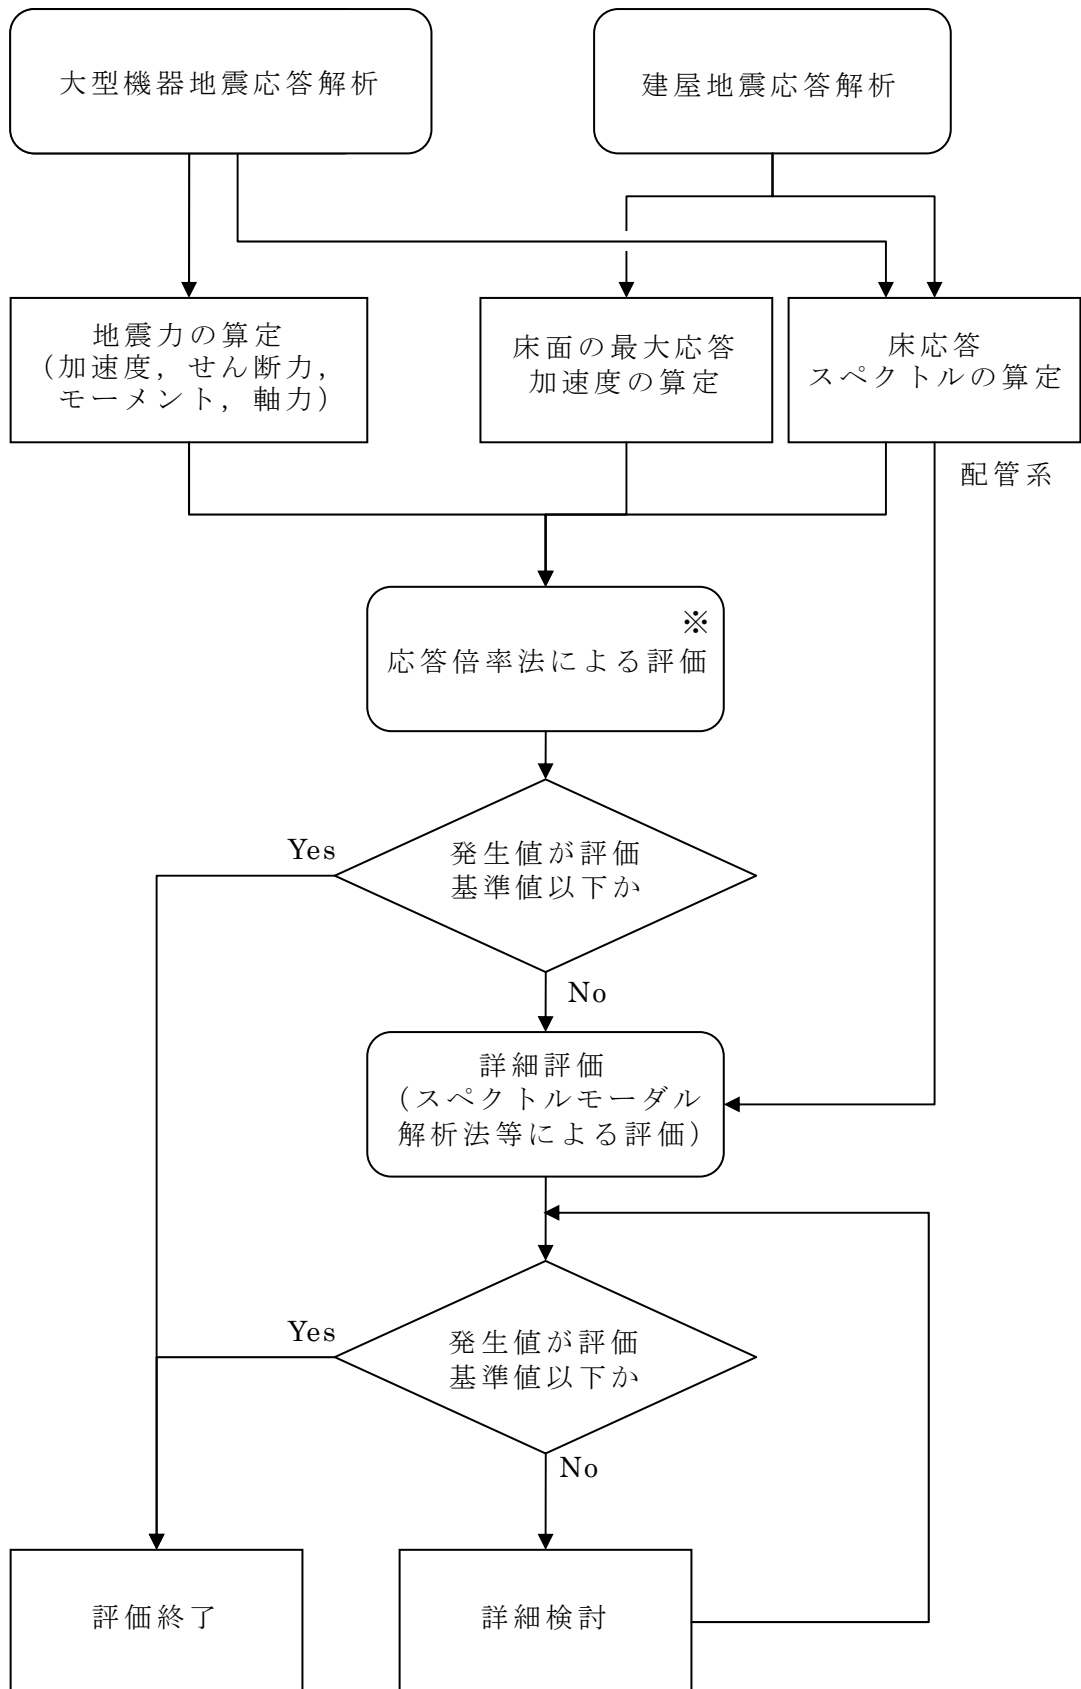 大型機器地震応答解析
建屋地震応答解析
地震力の算定
（加速度，せん断力，
モーメント，軸力）
床面の最大応答
加速度の算定
床応答
スペクトルの算定
配管系
※
応答倍率法による評価
発生値が評価
基準値以下か
Yes
No
詳細評価
（スペクトルモーダル
解析法等による評価）
発生値が評価
基準値以下か
Yes
No
評価終了
詳細検討